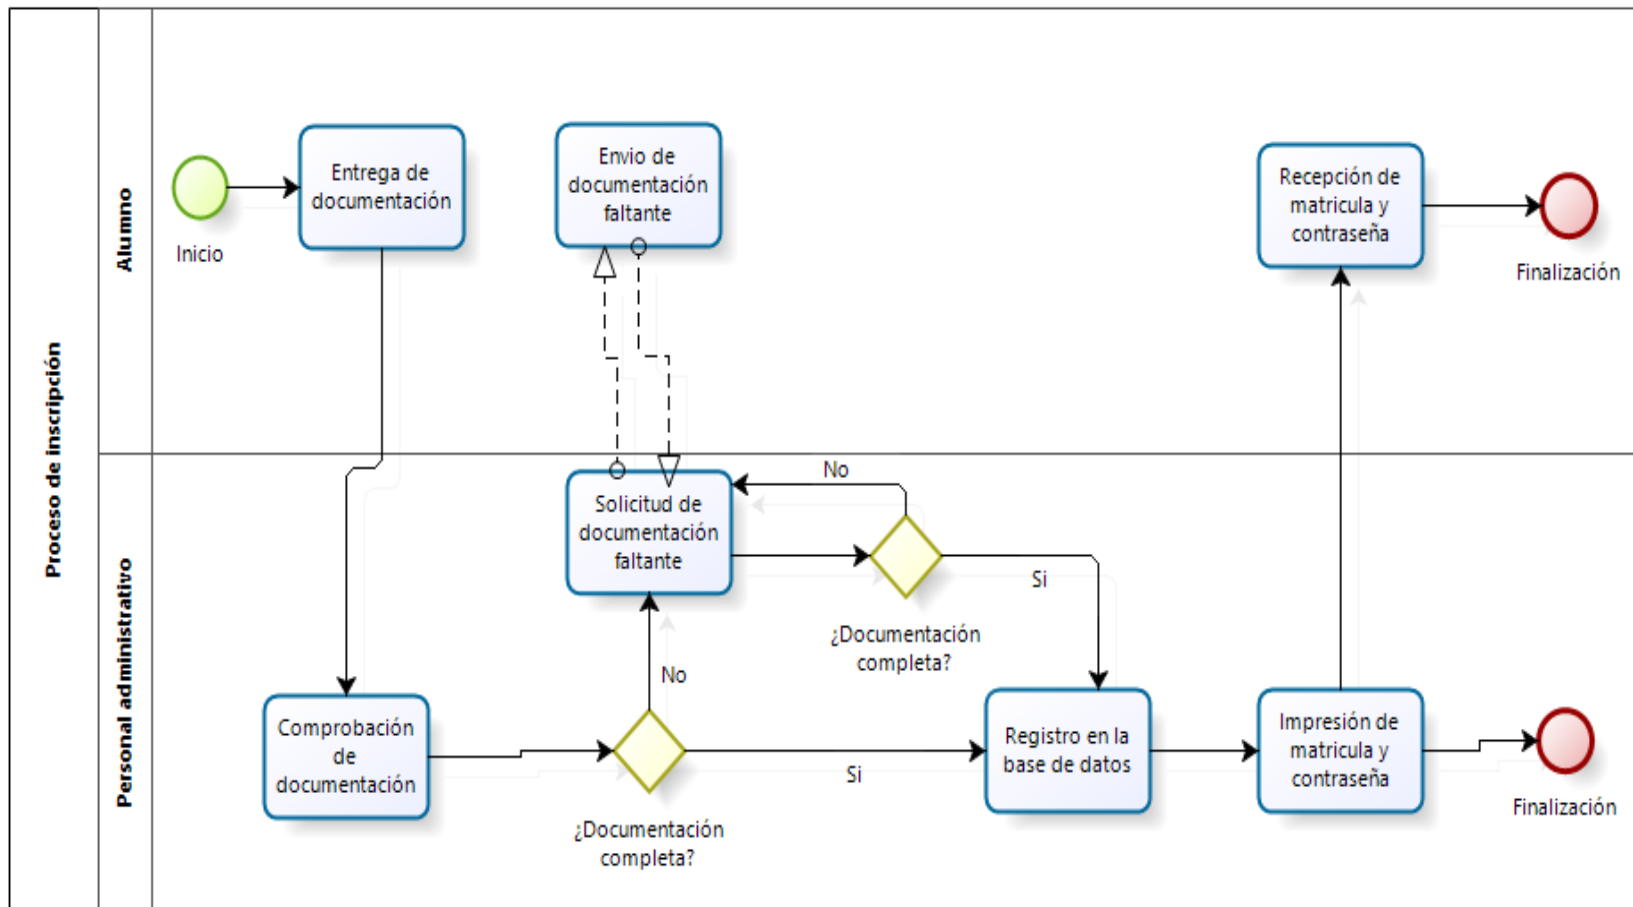 Proceso de inscripción
Alumno
Inicio
Entrega de
documentación
Envio de
documentación
faltante
Recepción de
matricula y
contraseña
Finalización
Personal administrativo
Solicitud de
documentación
faltante
No
Si
¿Documentación
completa?
No
Comprobación
de
documentación
¿Documentación
completa?
Si
Registro en la
base de datos
Impresión de
matricula y
contraseña
Finalización